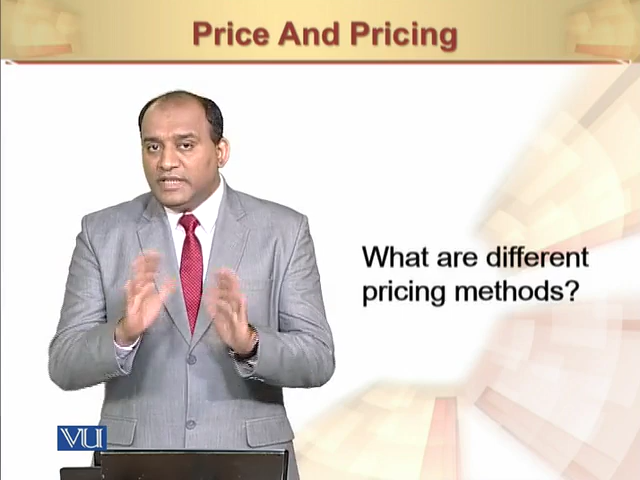 Price And Pricing
What are different
pricing methods?
VU